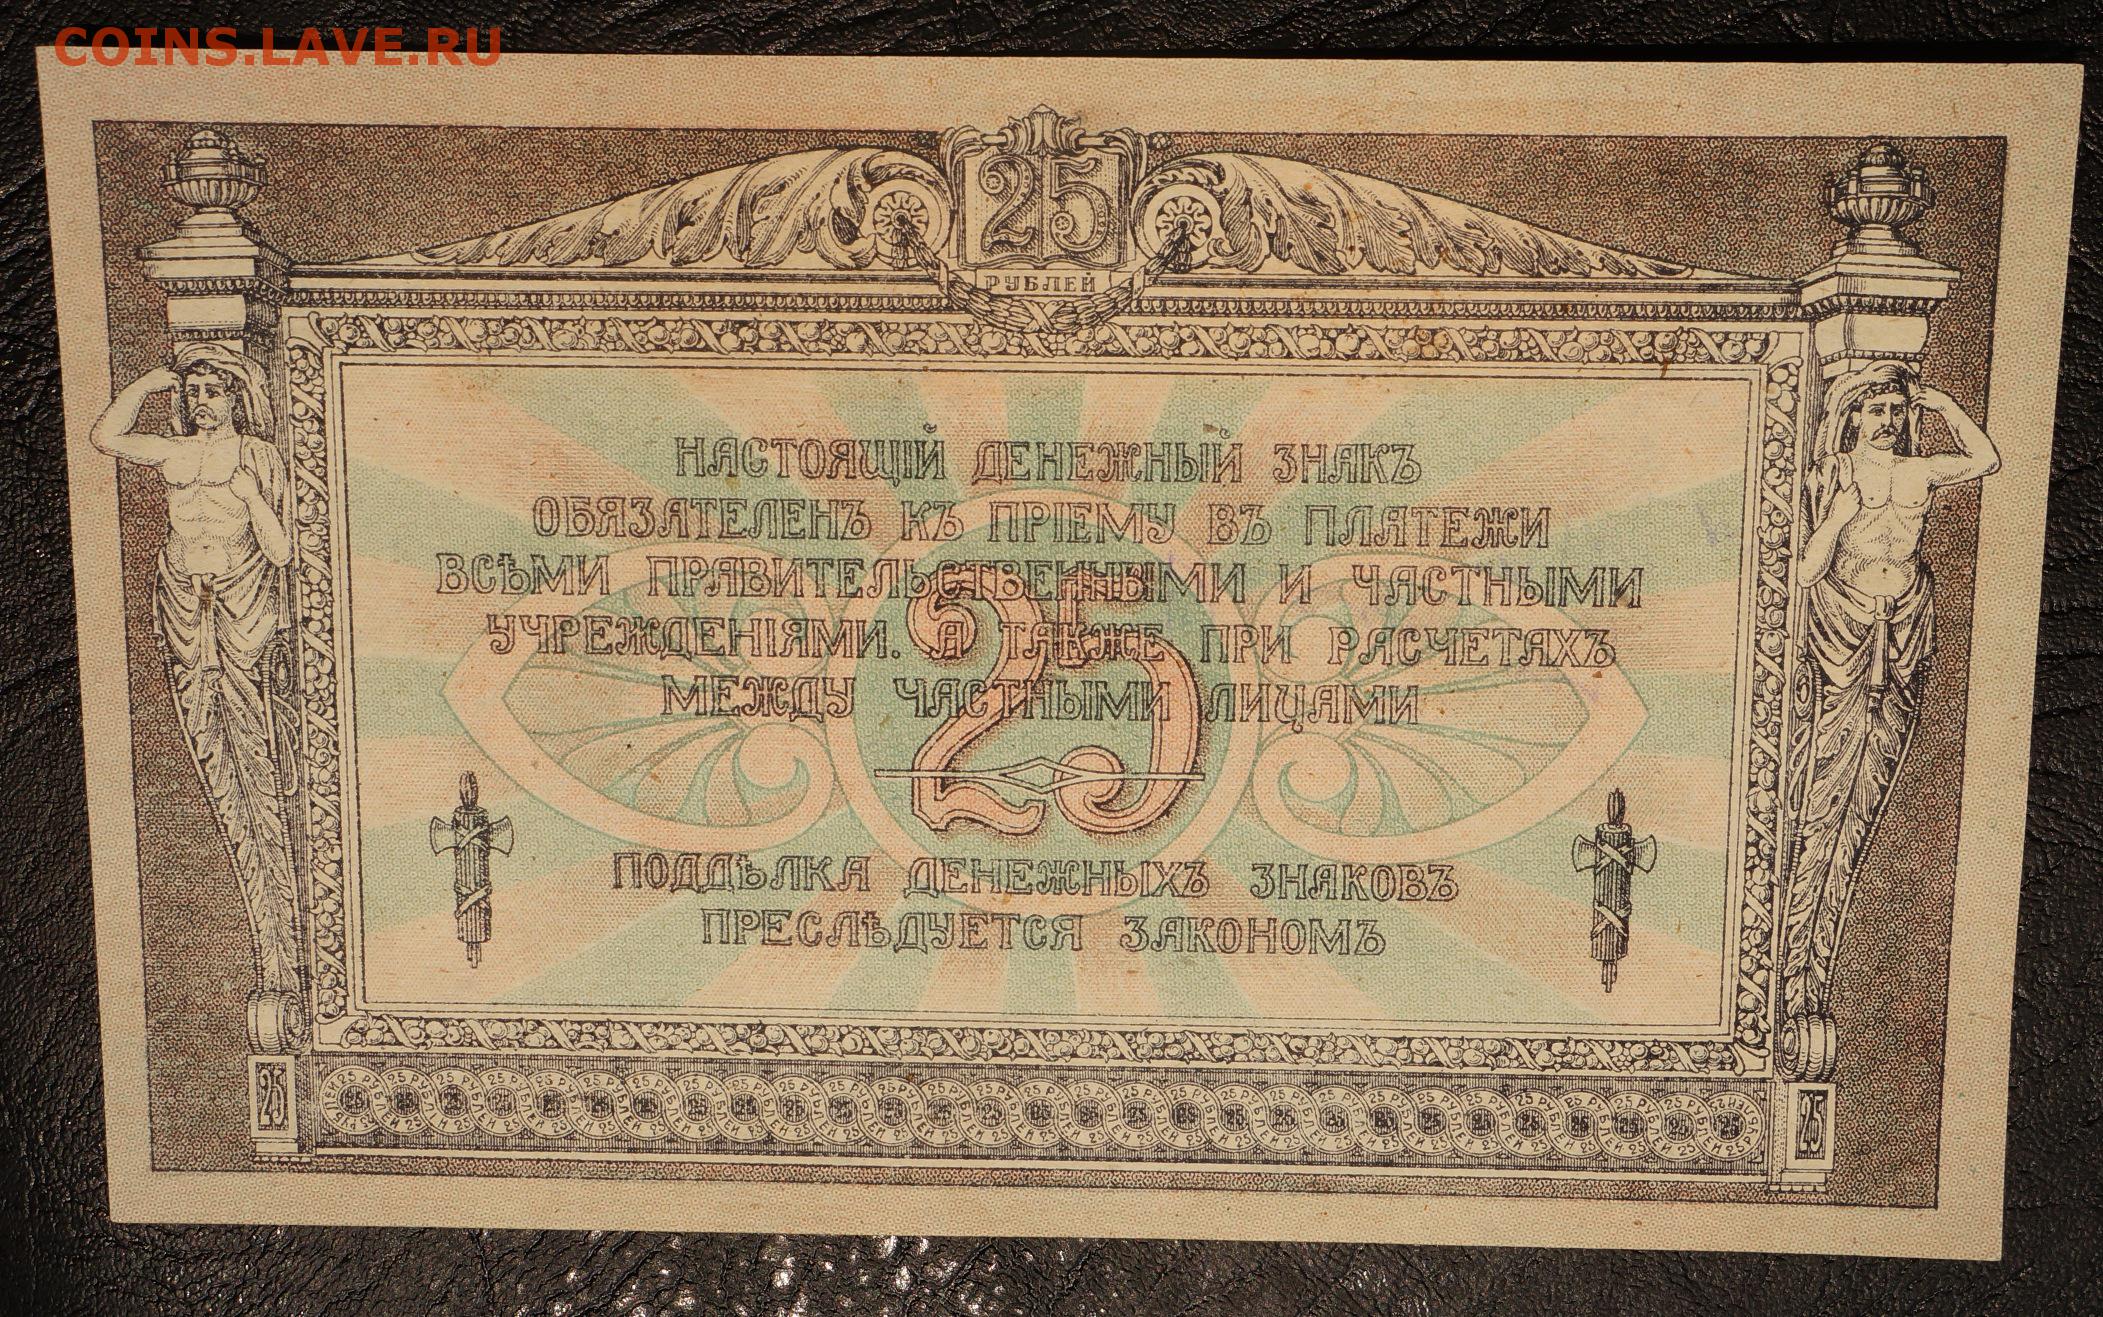 COINS.LAVE.RU
25
РУБЛЕЙ
НАСТОЯЩІЙ ДЕНЕЖНЫЙ ЗНАКЪ
ОБЯЗАТЕЛЕНЪ КЪ ПРІЕМУ ВЪ ПЛАТЕЖИ
ВСѢМИ ПРАВИТЕЛЬСТВЕННЫМИ И ЧАСТНЫМИ
УЧРЕЖДЕНІЯМИ. А ТАКЖЕ ПРИ РАСЧЕТАХЪ
МЕЖДУ ЧАСТНЫМИ ЛИЦАМИ
25
ПОДДѢЛКА ДЕНЕЖНЫХЪ ЗНАКОВЪ
ПРЕСЛѢДУЕТСЯ ЗАКОНОМЪ
25 25